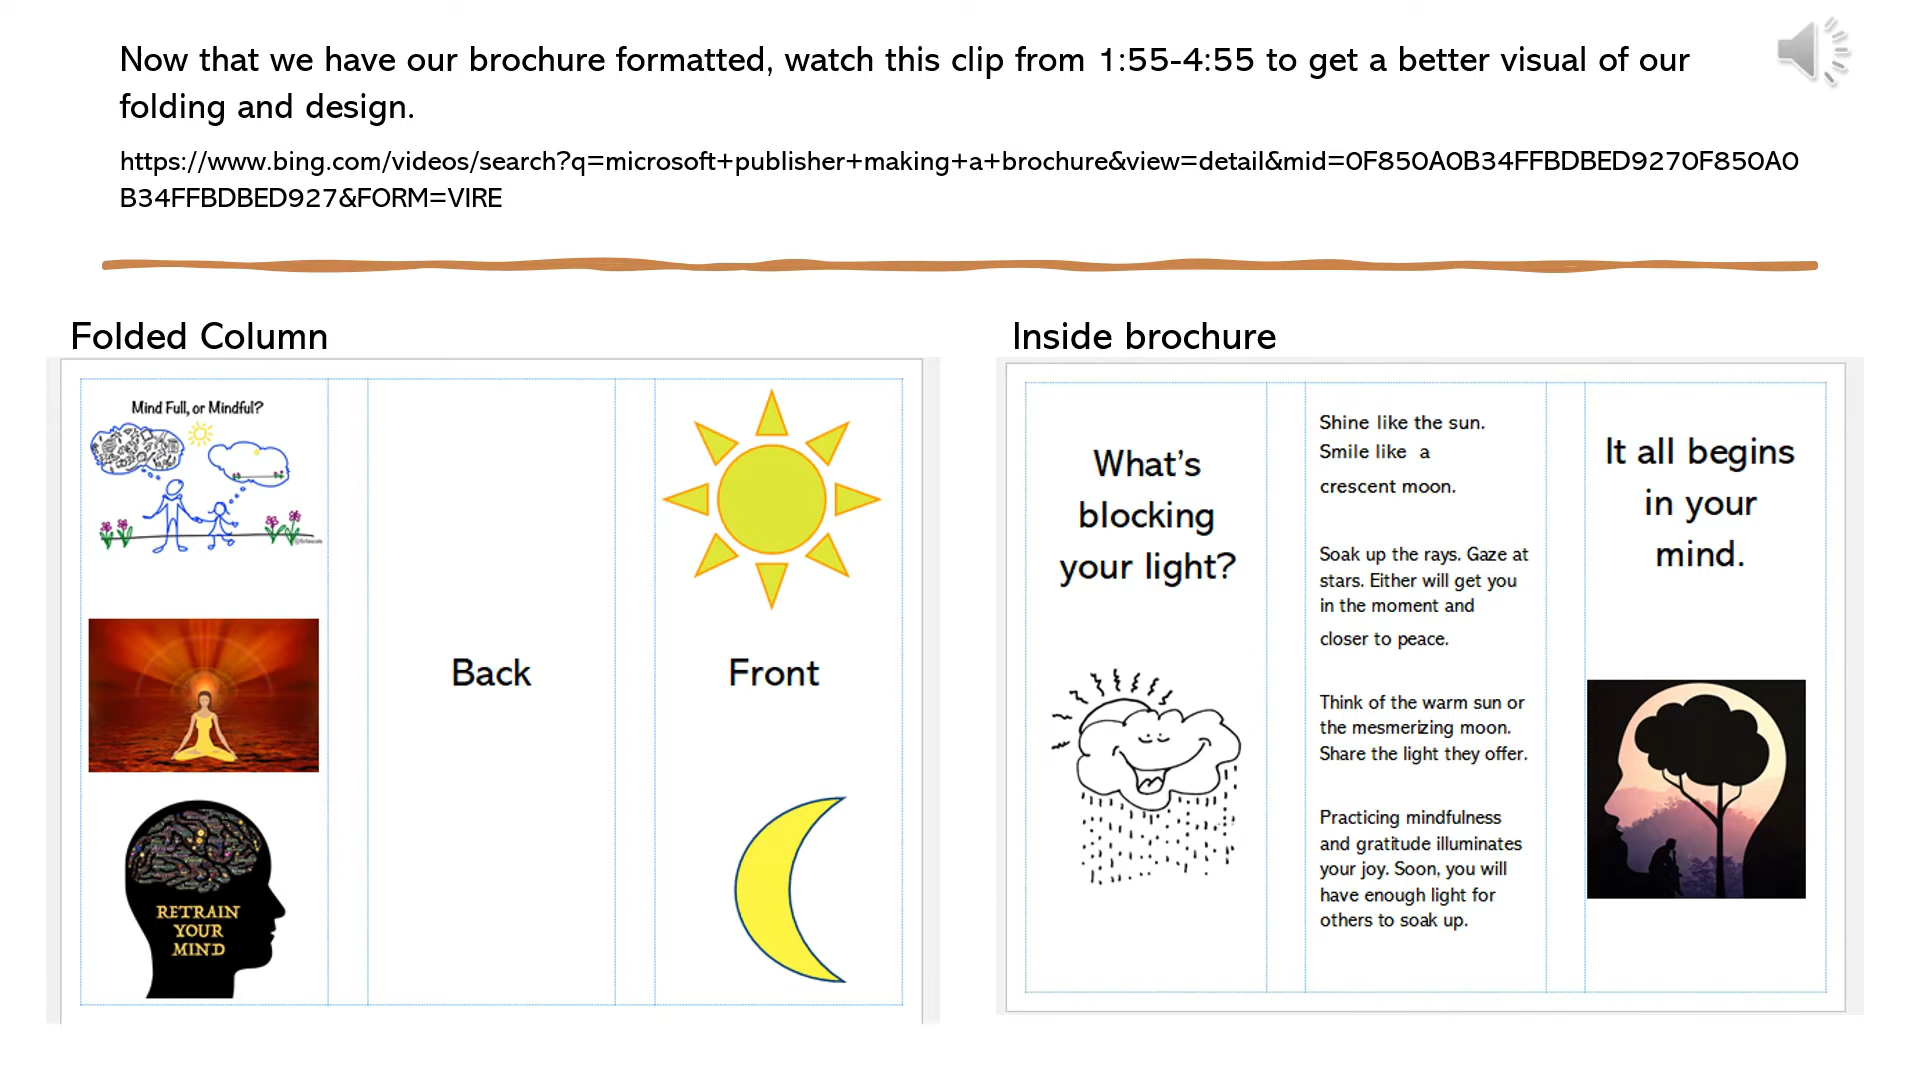 Now that we have our brochure formatted, watch this clip from 1:55-4:55 to get a better visual of our
folding and design.
https://www.bing.com/videos/search?q=microsoft+publisher+making+a+brochure&view=detail&mid=0F850A0B34FFBDBED9270F850A0
B34FFBDBED927&FORM=VIRE
Folded Column
Mind Full, or Mindful?
RETRAIN
YOUR
MIND
Back
Front
Inside brochure
What's
blocking
your light?
Shine like the sun.
Smile like a
crescent moon.
Soak up the rays. Gaze at
stars. Either will get you
in the moment and
closer to peace.
Think of the warm sun or
the mesmerizing moon.
Share the light they offer.
Practicing mindfulness
and gratitude illuminates
your joy. Soon, you will
have enough light for
others to soak up.
It all begins
in your
mind.